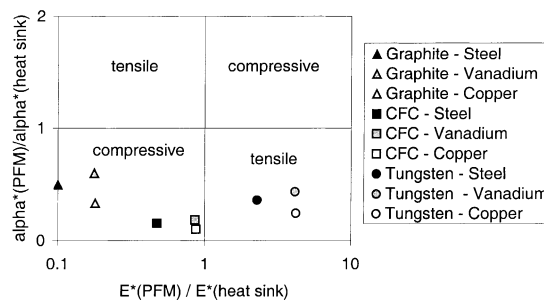 2
tensile
compressive
1
compressive
tensile
0
0.1
1
10
alpha*(PFM)/alpha*(heat sink)
E*(PFM) / E*(heat sink)
Graphite - Steel
Graphite - Vanadium
Graphite - Copper
CFC - Steel
CFC - Vanadium
CFC - Copper
Tungsten - Steel
Tungsten - Vanadium
Tungsten - Copper